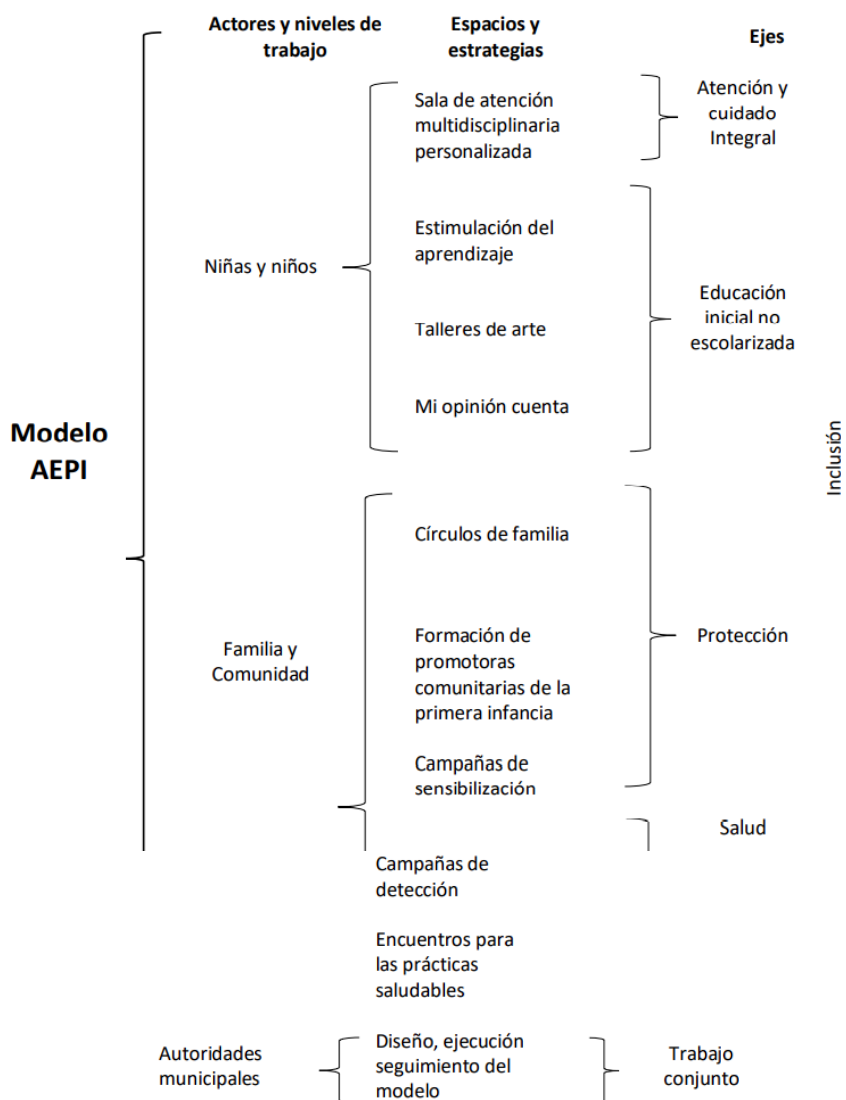 Actores y niveles de
trabajo
Espacios y
estrategias
Ejes
Sala de atención
multidisciplinaria
personalizada
Atención y
cuidado
Integral
Niñas y niños
Estimulación del
aprendizaje
Talleres de arte
Mi opinión cuenta
Educación
inicial no
escolarizada
Modelo
AEPI
Inclusión
Familia y
Comunidad
Círculos de familia
Formación de
promotoras
comunitarias de la
primera infancia
Campañas de
sensibilización
Protección
Salud
Campañas de
detección
Encuentros para
las prácticas
saludables
Autoridades
municipales
Diseño, ejecución
seguimiento del
modelo
Trabajo
conjunto